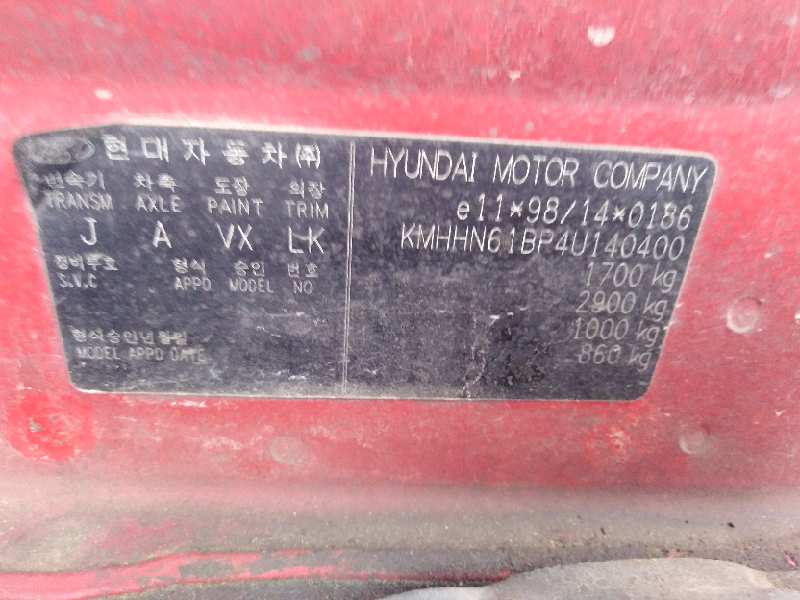 현대자동차(주)
변속기 차축 도장 의장
TRANSM AXLE PAINT TRIM
J A VX LK
정비부호 형식 승인 번호
S.V.C APPD MODEL NO
형식승인년월일
MODEL APPD DATE
HYUNDAI MOTOR COMPANY
e11*98/14*0186
KMHHN61BP4U140400
1700 kg
2900 kg
1000 kg
860 kg